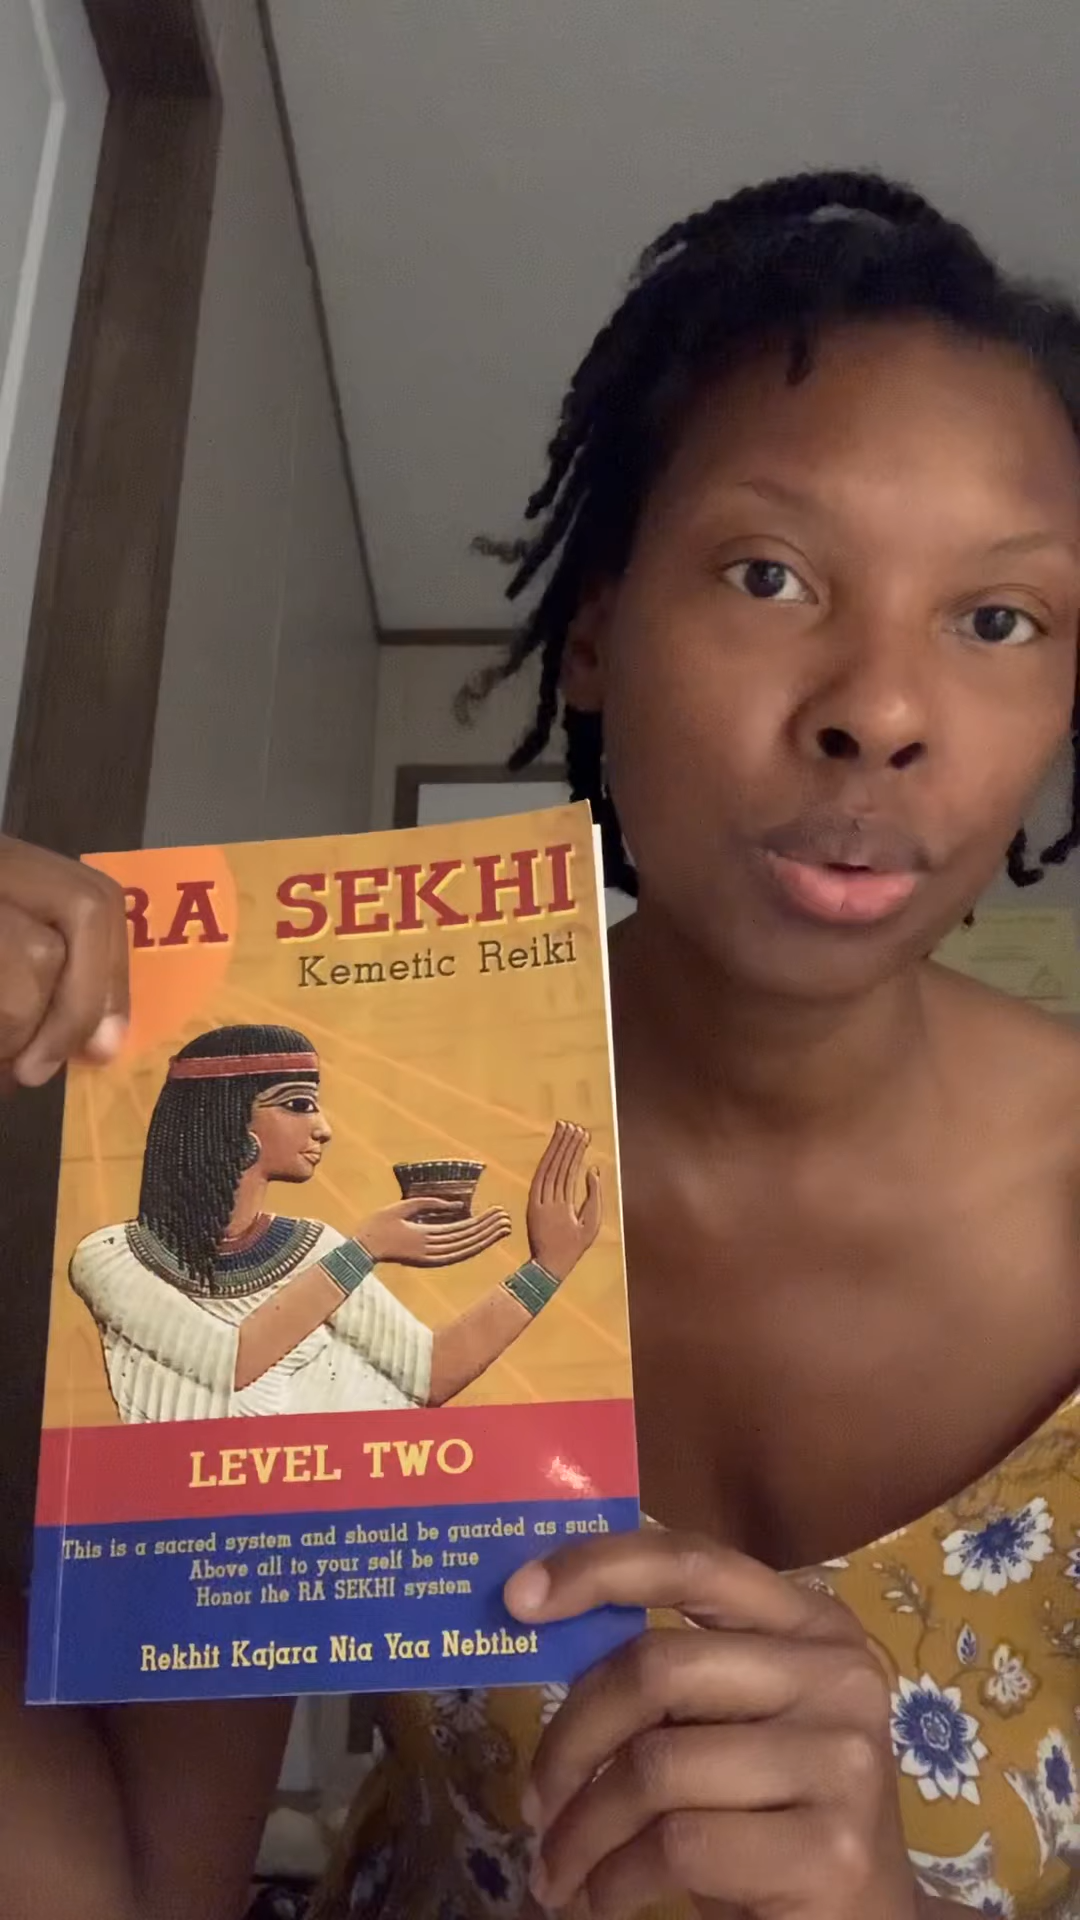 RA SEKHI
Kemetic Reiki
LEVEL TWO
This is a sacred system and should be guarded as such
Above all to your self be true
Honor the RA SEKHI system
Rekhit Kajara Nia Yaa Nebthet